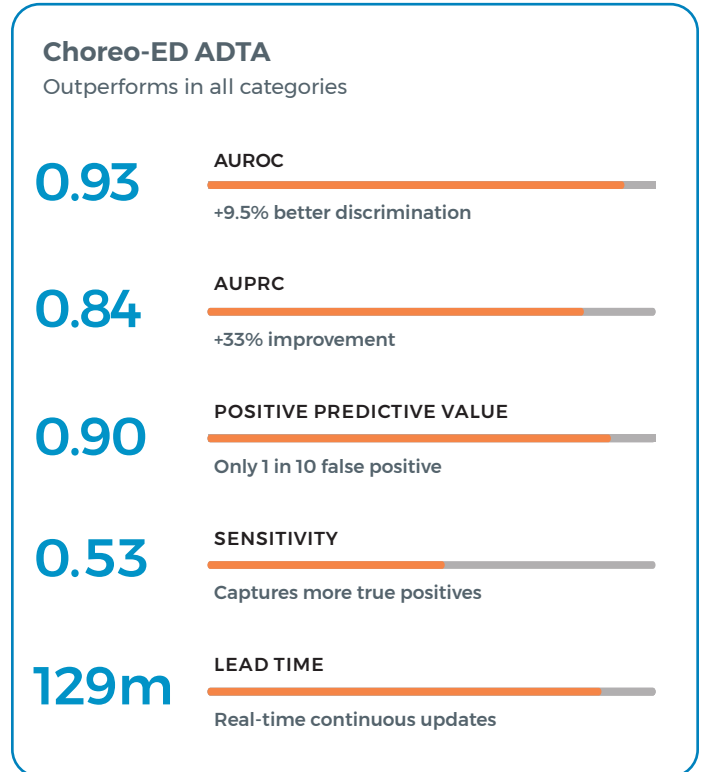 Choreo-ED ADTA
Outperforms in all categories
0.93
AUROC
+9.5% better discrimination
0.84
AUPRC
+33% improvement
0.90
POSITIVE PREDICTIVE VALUE
Only 1 in 10 false positive
0.53
SENSITIVITY
Captures more true positives
129m
LEAD TIME
Real-time continuous updates